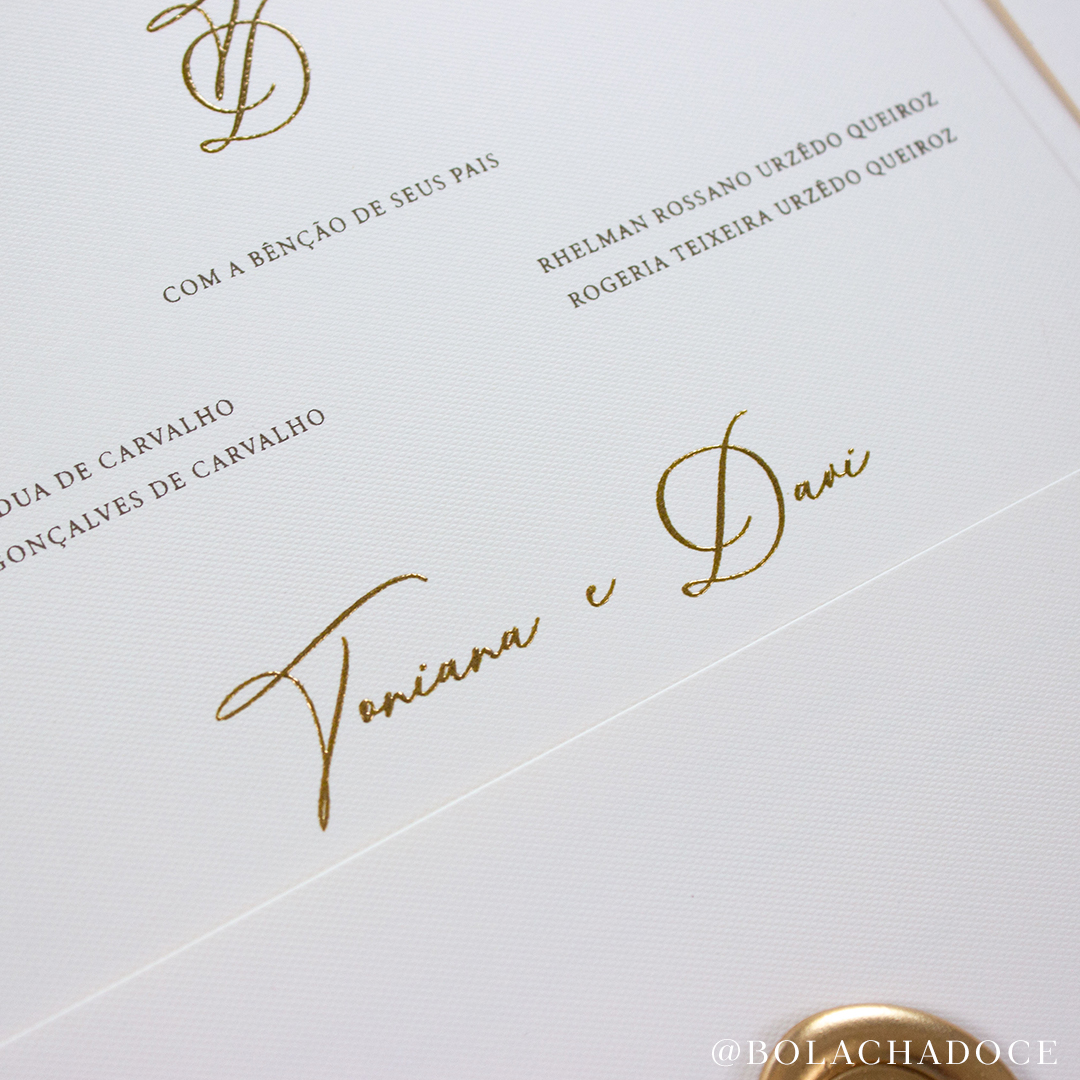 TD
COM A BÊNÇÃO DE SEUS PAIS
RHELMAN ROSSANO URZÊDO QUEIROZ
ROGERIA TEIXEIRA URZÊDO QUEIROZ
DUA DE CARVALHO
GONÇALVES DE CARVALHO
Toniana e Davi
@BOLACHADOCE